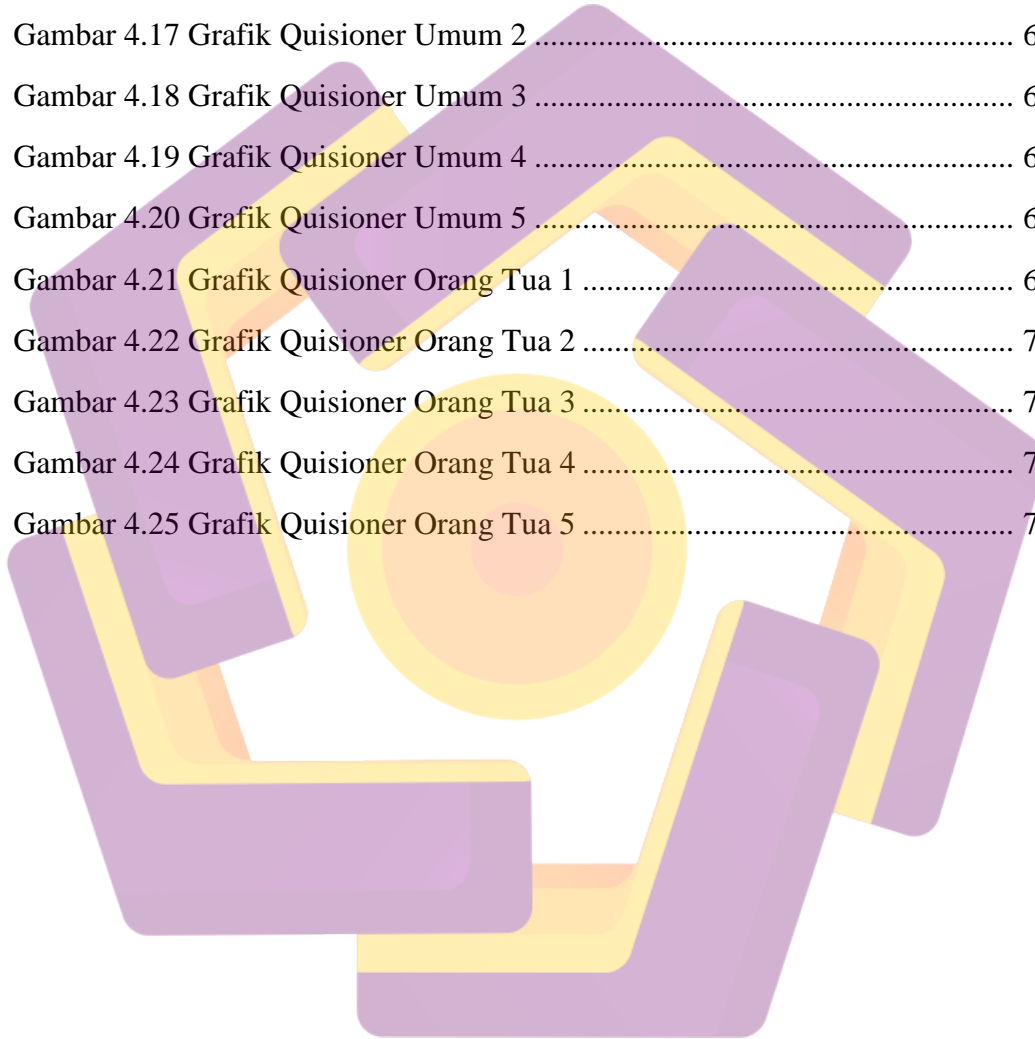 Gambar 4.17 Grafik Quisioner Umum 2 ........................................................... 6
Gambar 4.18 Grafik Quisioner Umum 3 ........................................................... 6
Gambar 4.19 Grafik Quisioner Umum 4 ........................................................... 6
Gambar 4.20 Grafik Quisioner Umum 5 ........................................................... 6
Gambar 4.21 Grafik Quisioner Orang Tua 1 ..................................................... 6
Gambar 4.22 Grafik Quisioner Orang Tua 2 ..................................................... 7
Gambar 4.23 Grafik Quisioner Orang Tua 3 ..................................................... 7
Gambar 4.24 Grafik Quisioner Orang Tua 4 ..................................................... 7
Gambar 4.25 Grafik Quisioner Orang Tua 5 ..................................................... 7